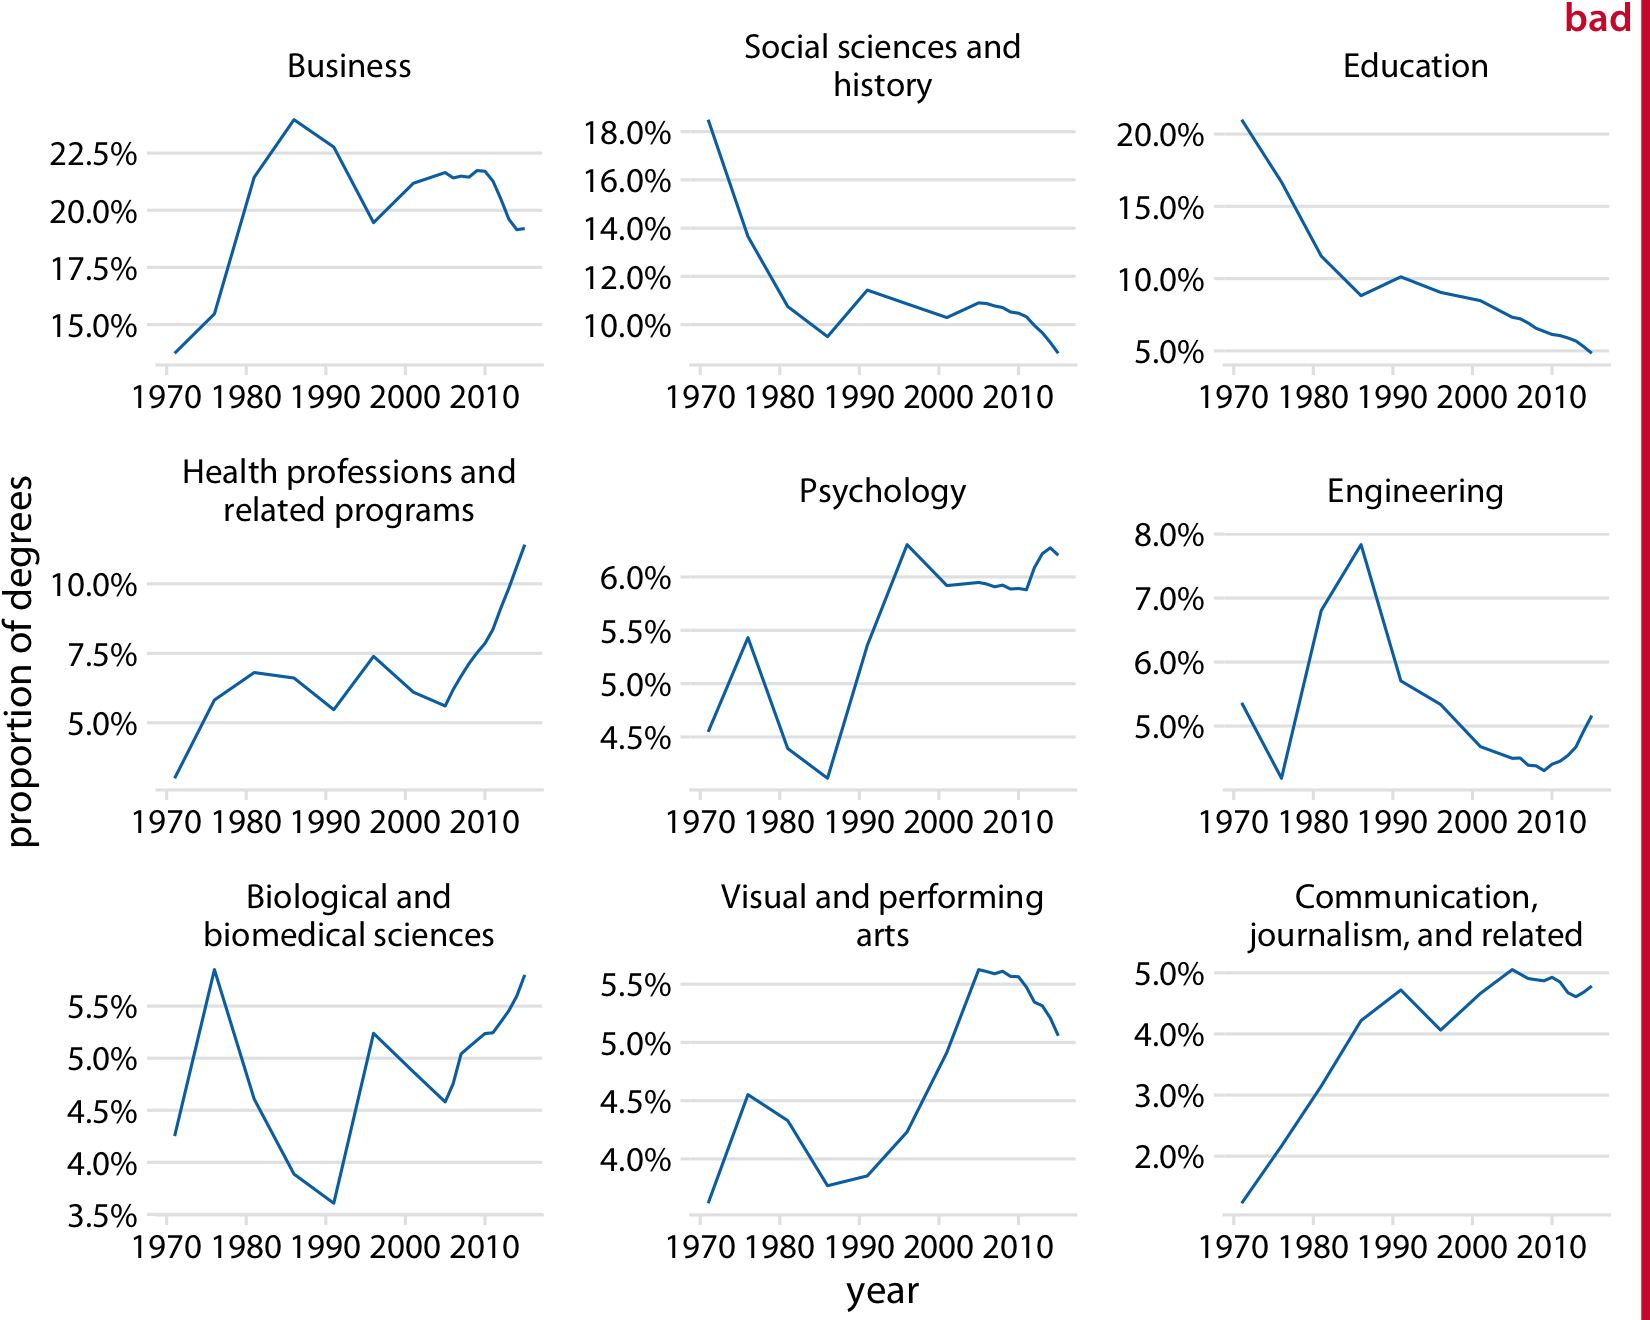 bad
Business
Social sciences and
history
Education
22.5%
20.0%
17.5%
15.0%
1970 1980 1990 2000 2010
18.0%
16.0%
14.0%
12.0%
10.0%
1970 1980 1990 2000 2010
20.0%
15.0%
10.0%
5.0%
1970 1980 1990 2000 2010
proportion of degrees
Health professions and
related programs
Psychology
Engineering
10.0%
7.5%
5.0%
1970 1980 1990 2000 2010
6.0%
5.5%
5.0%
4.5%
1970 1980 1990 2000 2010
8.0%
7.0%
6.0%
5.0%
1970 1980 1990 2000 2010
Biological and
biomedical sciences
Visual and performing
arts
Communication,
journalism, and related
5.5%
5.0%
4.5%
4.0%
3.5%
1970 1980 1990 2000 2010
5.5%
5.0%
4.5%
4.0%
1970 1980 1990 2000 2010
5.0%
4.0%
3.0%
2.0%
1970 1980 1990 2000 2010
year